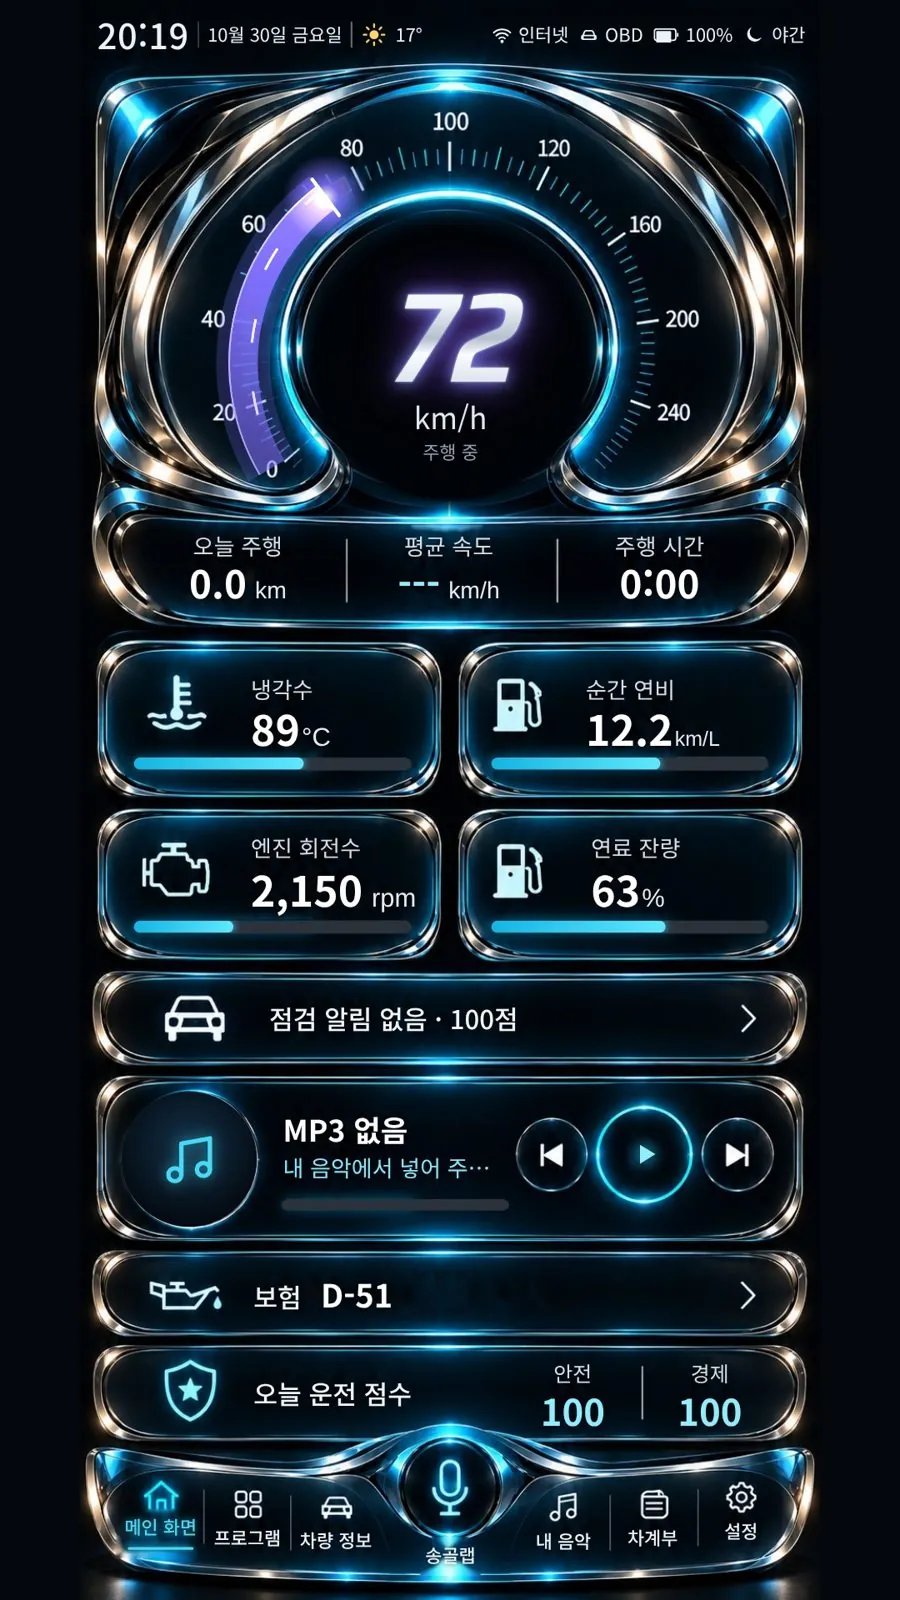 20:19 10월 30일 금요일 17° 인터넷 OBD 100% 야간
100
80
120
60
160
40
200
20
240
0
72
km/h
주행 중
오늘 주행 평균 속도 주행 시간
0.0 km --- km/h 0:00
냉각수
89°C
순간 연비
12.2km/L
엔진 회전수
2,150 rpm
연료 잔량
63%
점검 알림 없음 · 100점
MP3 없음
내 음악에서 넣어 주…
보험 D-51
오늘 운전 점수
안전 경제
100 100
메인 화면 프로그램 차량 정보 송골랩 내 음악 차계부 설정